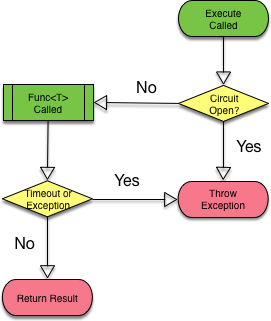 Execute
Called
No
Func<T>
Called
Circuit
Open?
Yes
Timeout or
Exception
Yes
Throw
Exception
No
Return Result